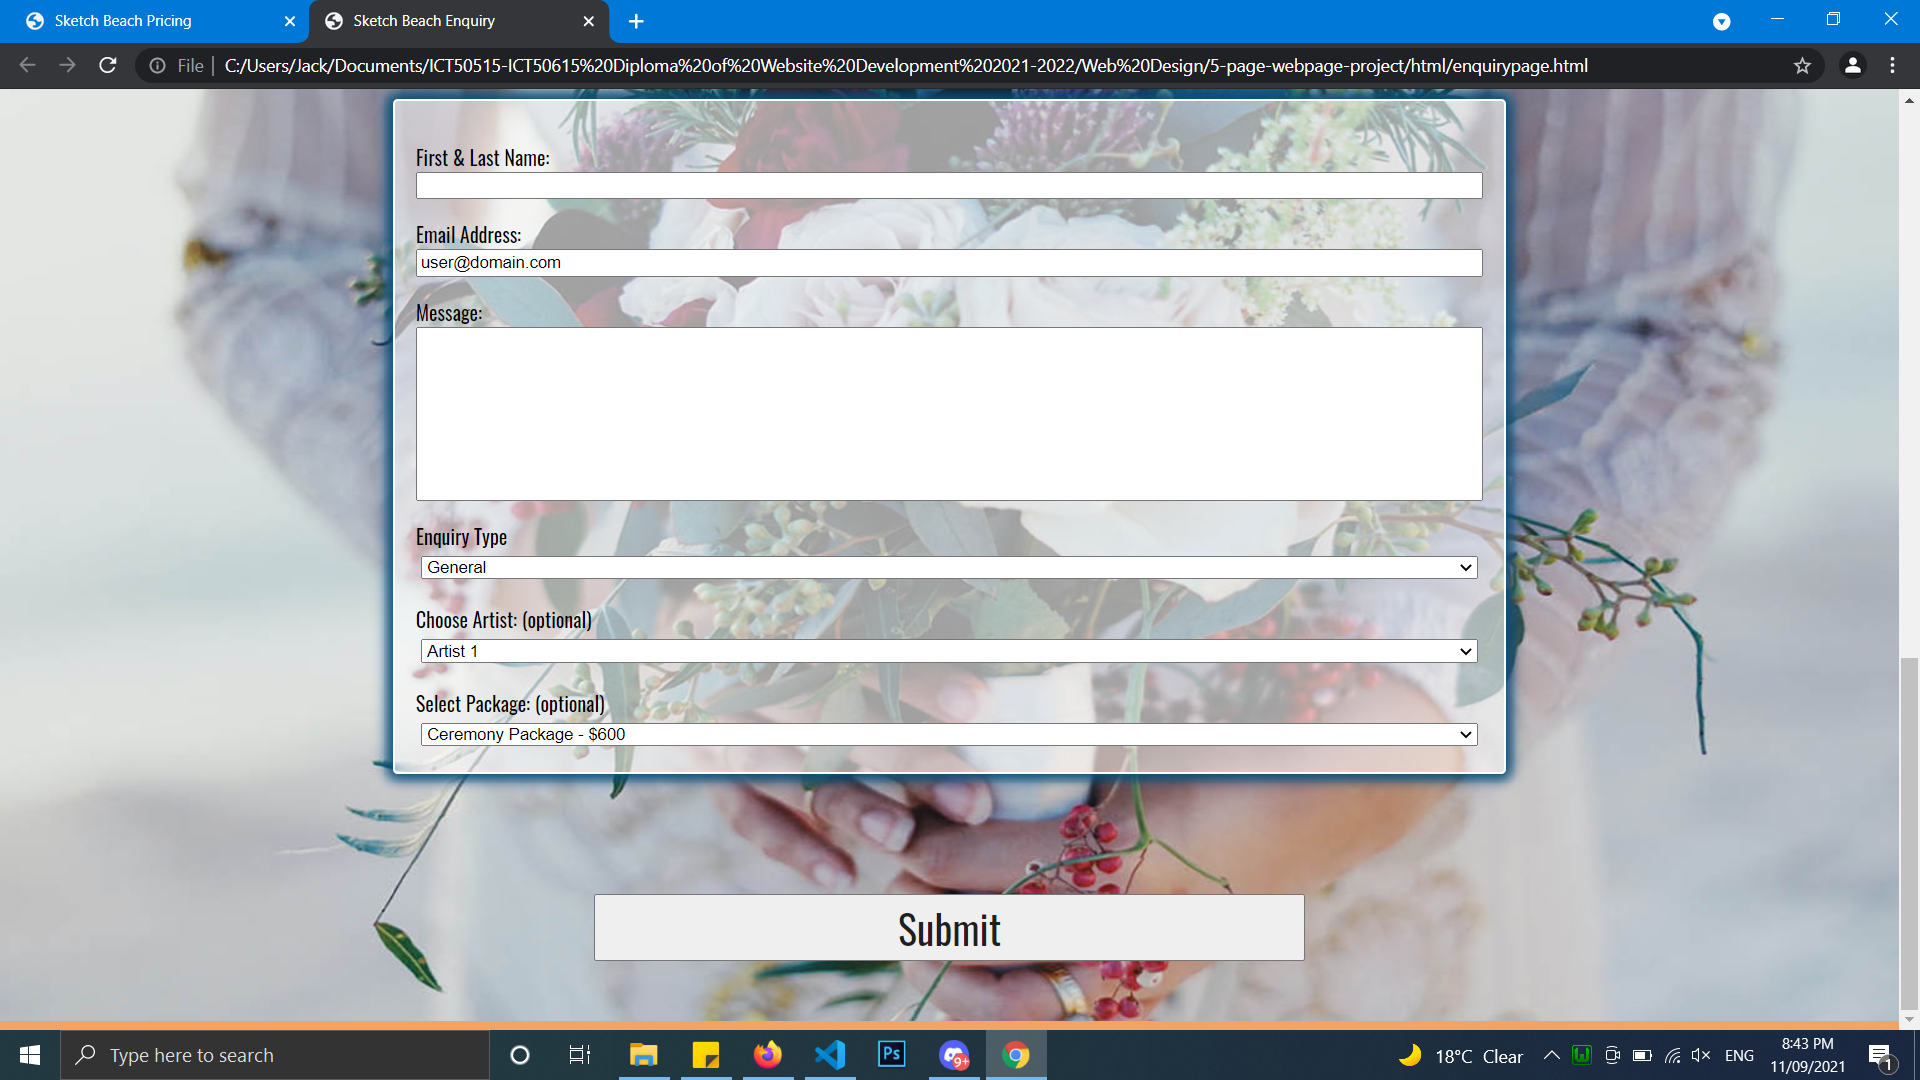 Sketch Beach Pricing
Sketch Beach Enquiry
File
C:/Users/Jack/Documents/ICT50515-ICT50615%20Diploma%20of%20Website%20Development%202021-2022/Web%20Design/5-page-webpage-project/html/enquirypage.html
First & Last Name:
Email Address:
user@domain.com
Message:
Enquiry Type
General
Choose Artist: (optional)
Artist 1
Select Package: (optional)
Ceremony Package - $600
Submit
Type here to search
Ps
9+
18°C Clear
ENG
8:43 PM
11/09/2021
1